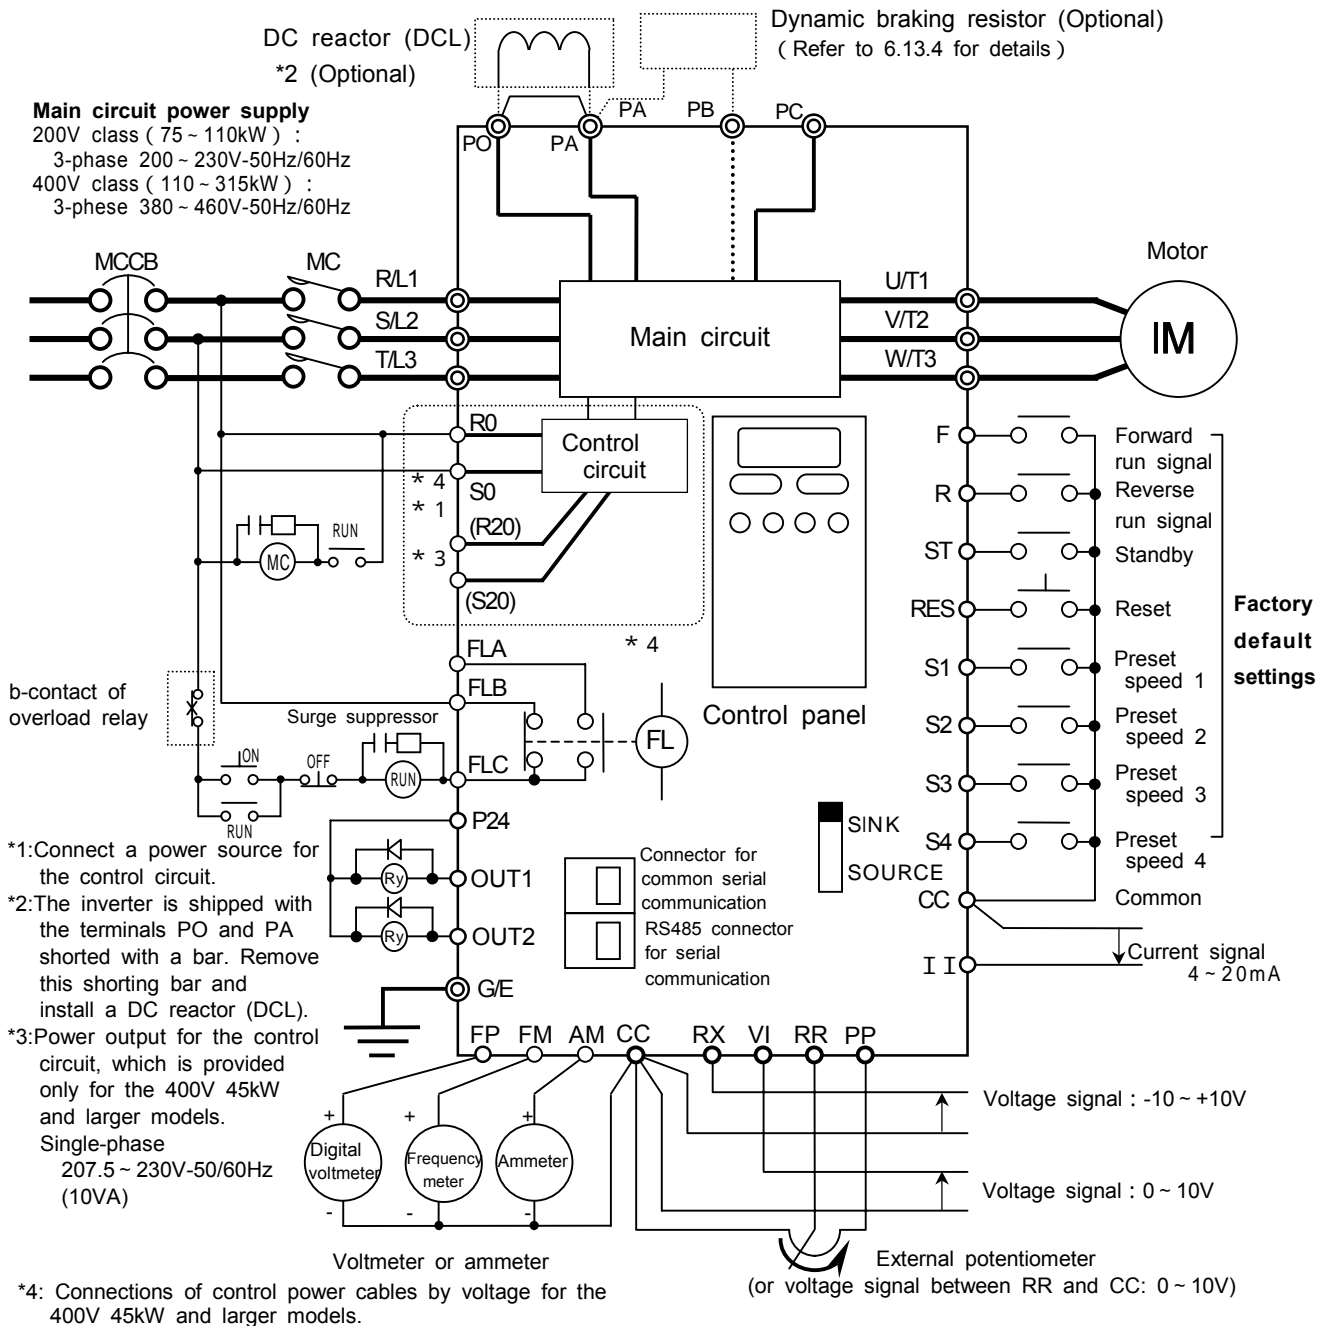 DC reactor (DCL)
*2 (Optional)
Dynamic braking resistor (Optional)
( Refer to 6.13.4 for details )
Main circuit power supply
200V class ( 75 ~ 110kW ) :
3-phase 200 ~ 230V-50Hz/60Hz
400V class ( 110 ~ 315kW ) :
3-phese 380 ~ 460V-50Hz/60Hz
PO
PA
PA
PB
PC
MCCB
MC
R/L1
S/L2
T/L3
Main circuit
U/T1
V/T2
W/T3
Motor
IM
R0
S0
(R20)
(S20)
* 4
* 1
* 3
Control
circuit
MC
RUN
* 4
FLA
FLB
FLC
FL
b-contact of
overload relay
Surge suppressor
ON
OFF
RUN
RUN
Control panel
F
Forward
run signal
R
Reverse
run signal
ST
Standby
RES
Reset
S1
Preset
speed 1
S2
Preset
speed 2
S3
Preset
speed 3
S4
Preset
speed 4
Factory
default
settings
CC
Common
I I
Current signal
4 ~ 20mA
SINK
SOURCE
P24
Ry
OUT1
Ry
OUT2
G/E
Connector for
common serial
communication
RS485 connector
for serial
communication
*1:Connect a power source for
the control circuit.
*2:The inverter is shipped with
the terminals PO and PA
shorted with a bar. Remove
this shorting bar and
install a DC reactor (DCL).
*3:Power output for the control
circuit, which is provided
only for the 400V 45kW
and larger models.
Single-phase
207.5 ~ 230V-50/60Hz
(10VA)
FP
FM
AM
CC
RX
VI
RR
PP
+
+
+
Digital
voltmeter
Frequency
meter
Ammeter
-
-
-
Voltage signal : -10 ~ +10V
Voltage signal : 0 ~ 10V
Voltmeter or ammeter
External potentiometer
(or voltage signal between RR and CC: 0 ~ 10V)
*4: Connections of control power cables by voltage for the
400V 45kW and larger models.